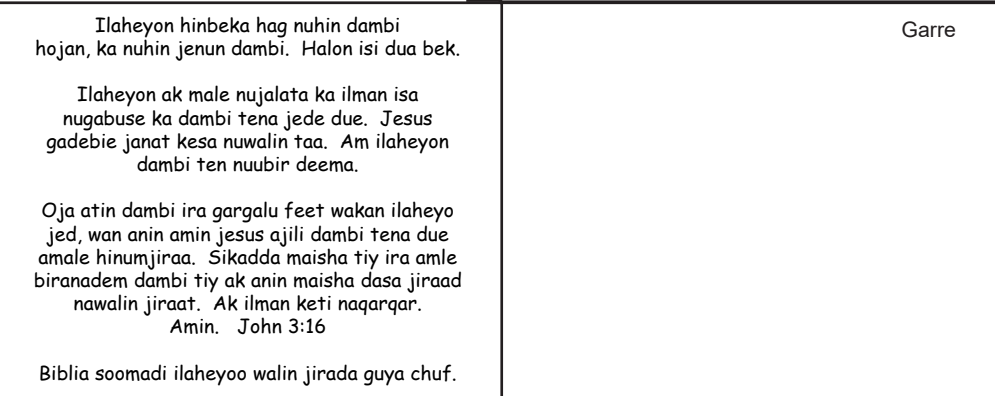 Ilaheyon hinbeka hag nuhin dambi
hojan, ka nuhin jenun dambi. Halon isi dua bek.
Ilaheyon ak male nujalata ka ilman isa
nugabuse ka dambi tena jede due. Jesus
gadebie janat kesa nuwalin taa. Am ilaheyon
dambi ten nuubir deema.
Oja atin dambi ira gargalu feet wakan ilaheyo
jed, wan anin amin jesus ajili dambi tena due
amale hinumjiraa. Sikadda maisha tiy ira amle
biranadem dambi tiy ak anin maisha dasa jiraad
nawalin jiraat. Ak ilman keti naqarqar.
Amin. John 3:16
Biblia soomadi ilaheyoo walin jirada guya chuf.
Garre